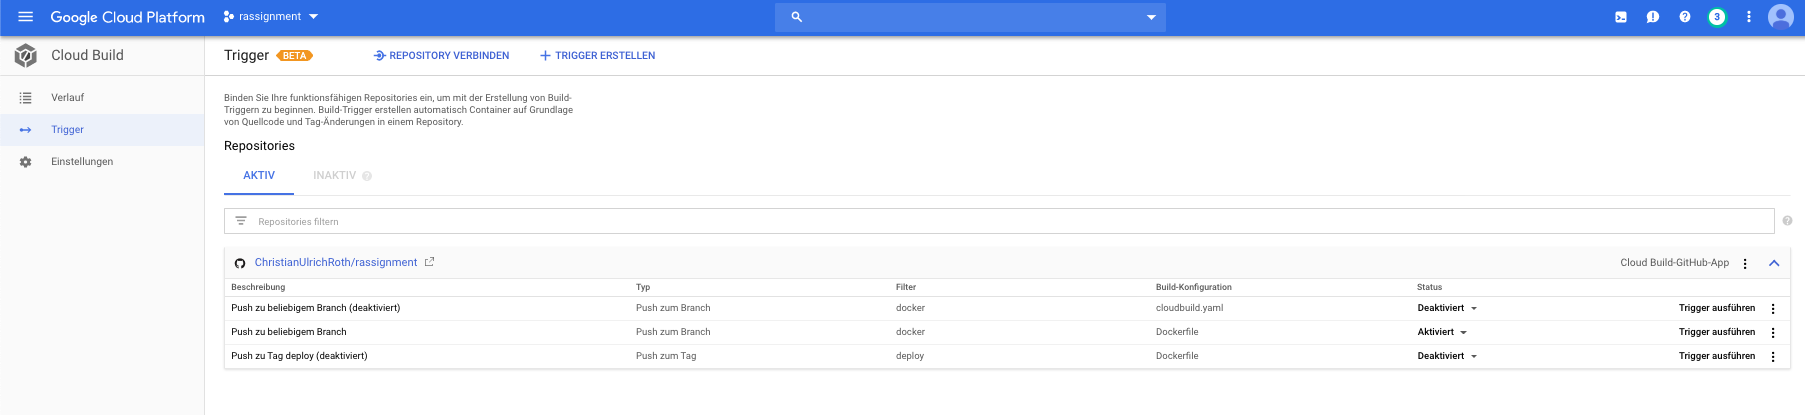 Google Cloud Platform
rassignment
3
Cloud Build
Trigger
BETA
REPOSITORY VERBINDEN
TRIGGER ERSTELLEN
Verlauf
Trigger
Einstellungen
Binden Sie Ihre funktionsfähigen Repositories ein, um mit der Erstellung von Build-
Triggern zu beginnen. Build-Trigger erstellen automatisch Container auf Grundlage
von Quellcode und Tag-Änderungen in einem Repository.
Repositories
AKTIV
INAKTIV
Repositories filtern
ChristianUlrichRoth/rassignment
Cloud Build-GitHub-App
Beschreibung Typ Filter Build-Konfiguration Status
Push zu beliebigem Branch (deaktiviert) Push zum Branch docker cloudbuild.yaml Deaktiviert Trigger ausführen
Push zu beliebigem Branch Push zum Branch docker Dockerfile Aktiviert Trigger ausführen
Push zu Tag deploy (deaktiviert) Push zum Tag deploy Dockerfile Deaktiviert Trigger ausführen